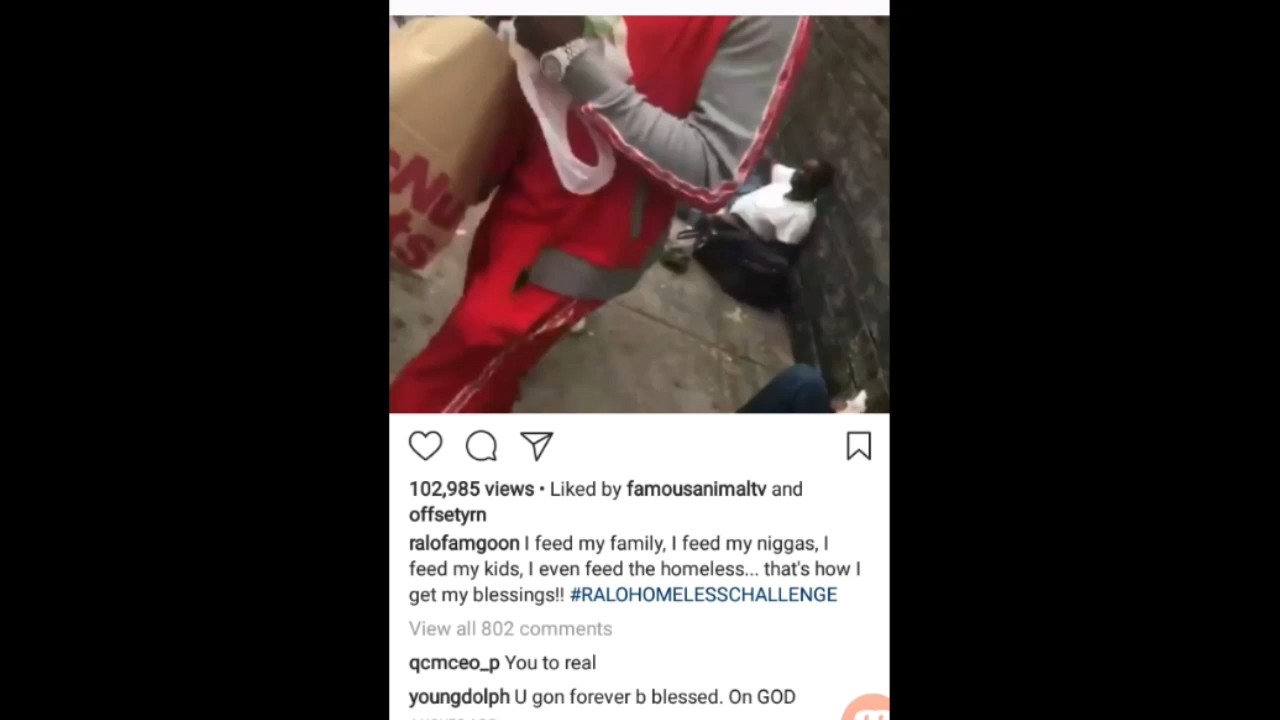 cNu
ts
102,985 views • Liked by famousanimaltv and
offsetyrn
ralofamgoon I feed my family, I feed my niggas, I
feed my kids, I even feed the homeless... that's how I
get my blessings!! #RALOHOMELESSCHALLENGE
View all 802 comments
qcmceo_p You to real
youngdolph U gon forever b blessed. On GOD